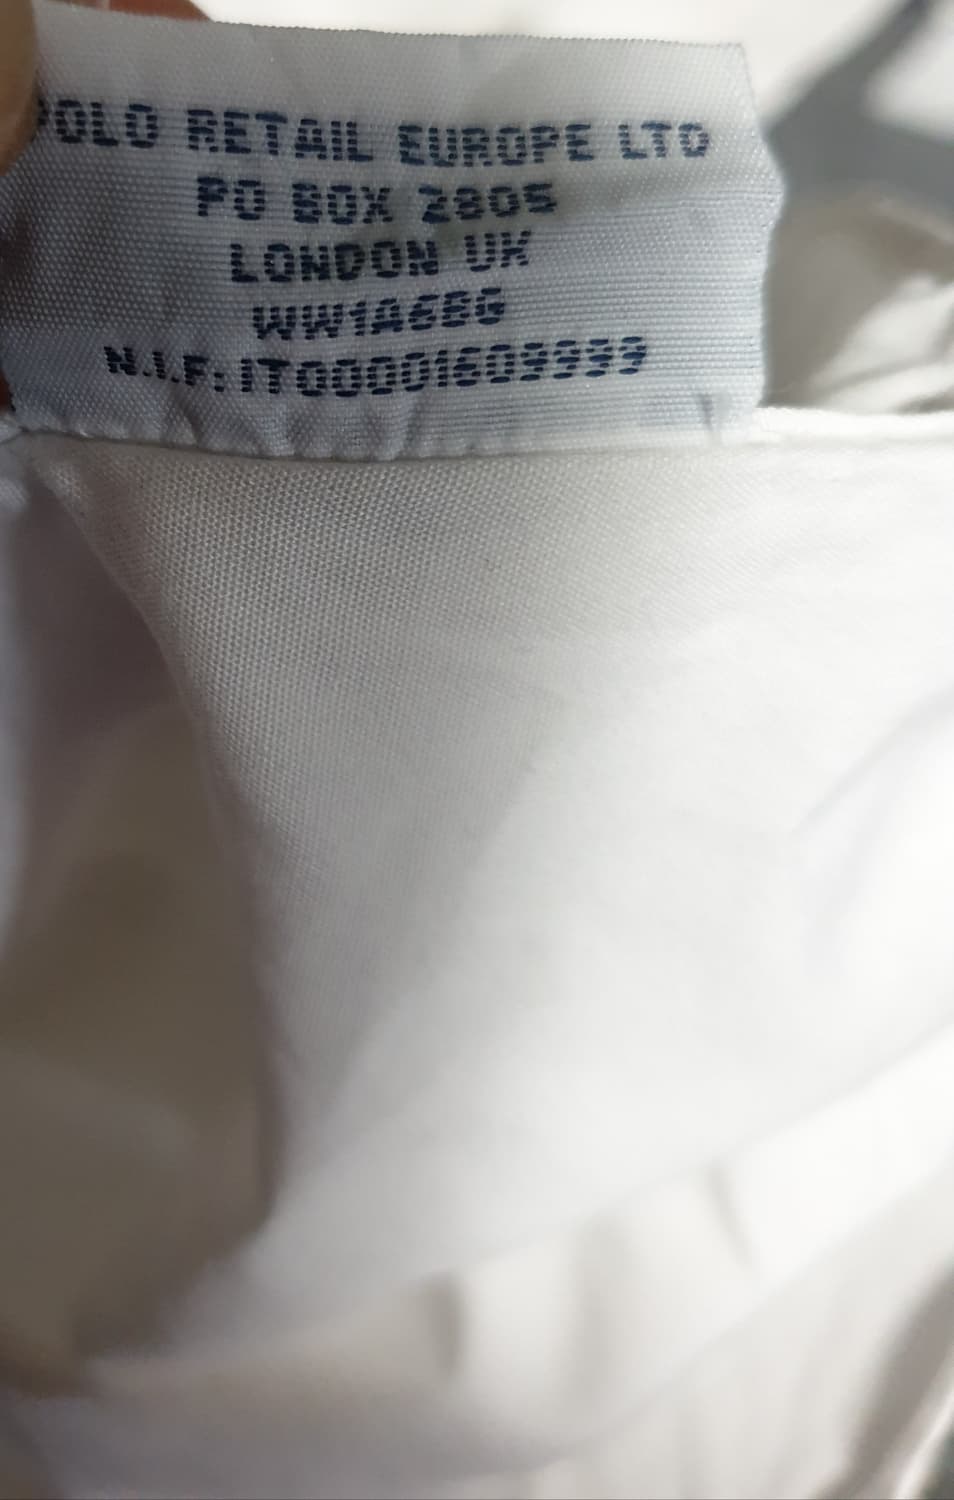 POLO RETAIL EUROPE LTD
PO BOX 2805
LONDON UK
WW1A6BG
N.I.F: IT00001609999